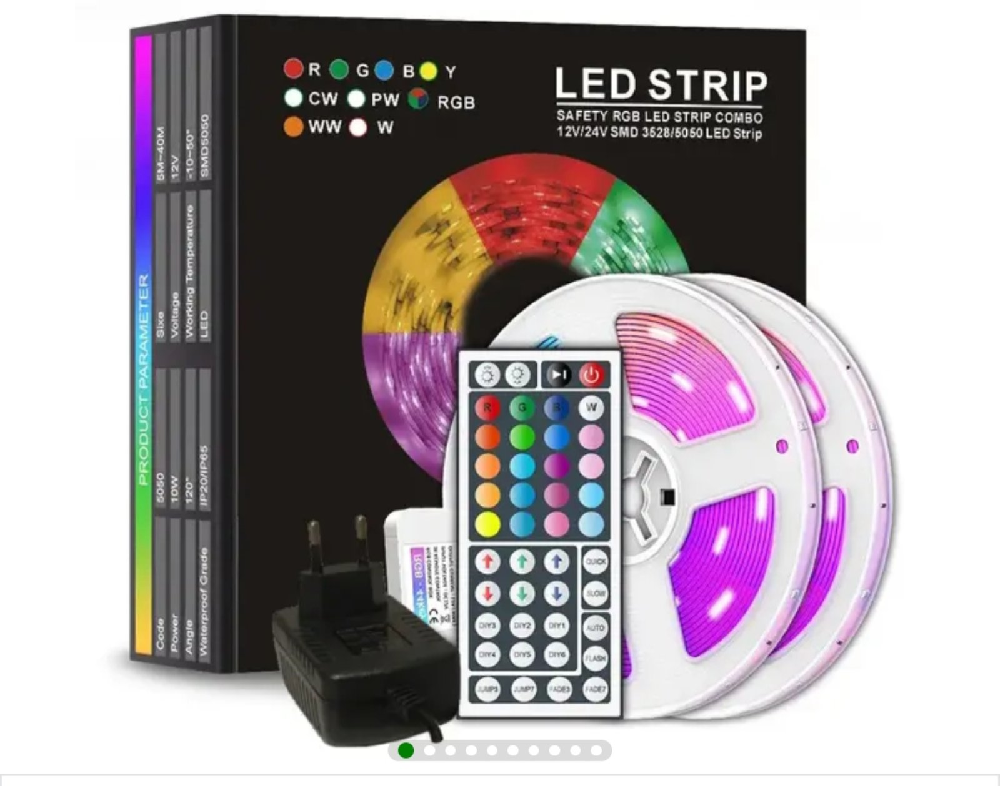 R G B Y
CW PW RGB
WW W
LED STRIP
SAFETY RGB LED STRIP COMBO
12V/24V SMD 3528/5050 LED Strip
PRODUCT PARAMETER
Code 5050 Sixe 5M-40M
Power 10W Voltage 12V
Angle 120° Working Temperature -10-50°
Waterproof Grade IP20/IP65 LED SMD5050
R G B W
QUICK
SLOW
DIY3 DIY2 DIY1 AUTO
DIY4 DIY5 DIY6 FLASH
JUMP3 JUMP7 FADE3 FADE7
RGB
CE